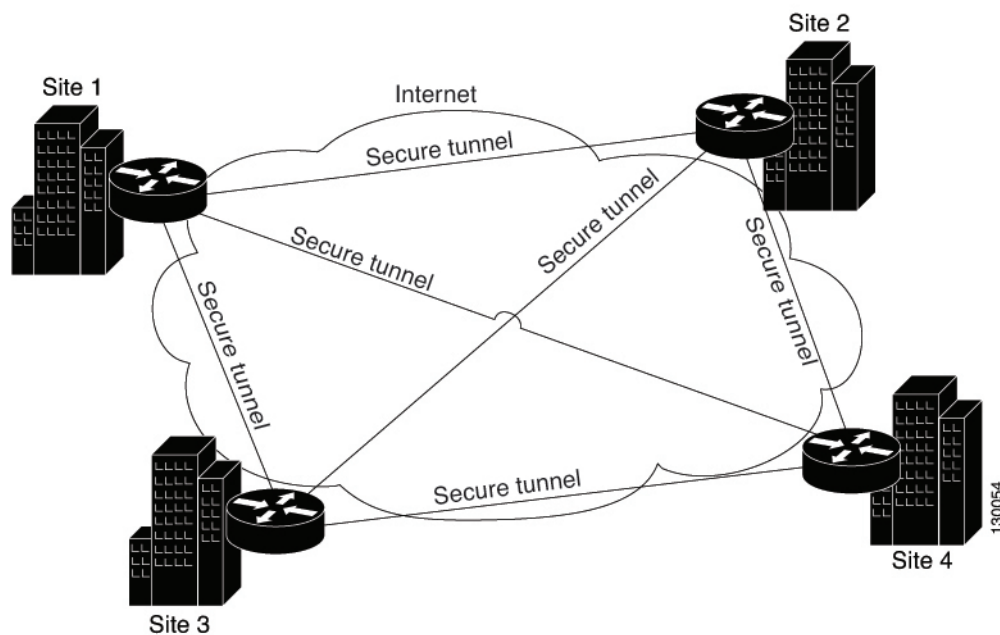 Site 2
Site 1
Internet
Secure tunnel
Secure tunnel
Secure tunnel
Secure tunnel
Secure tunnel
Secure tunnel
Site 4
Site 3
130054